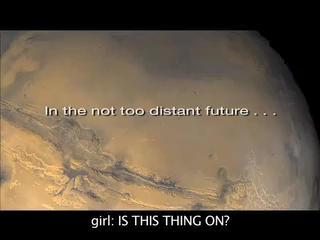 In the not too distant future . . .
girl: IS THIS THING ON?